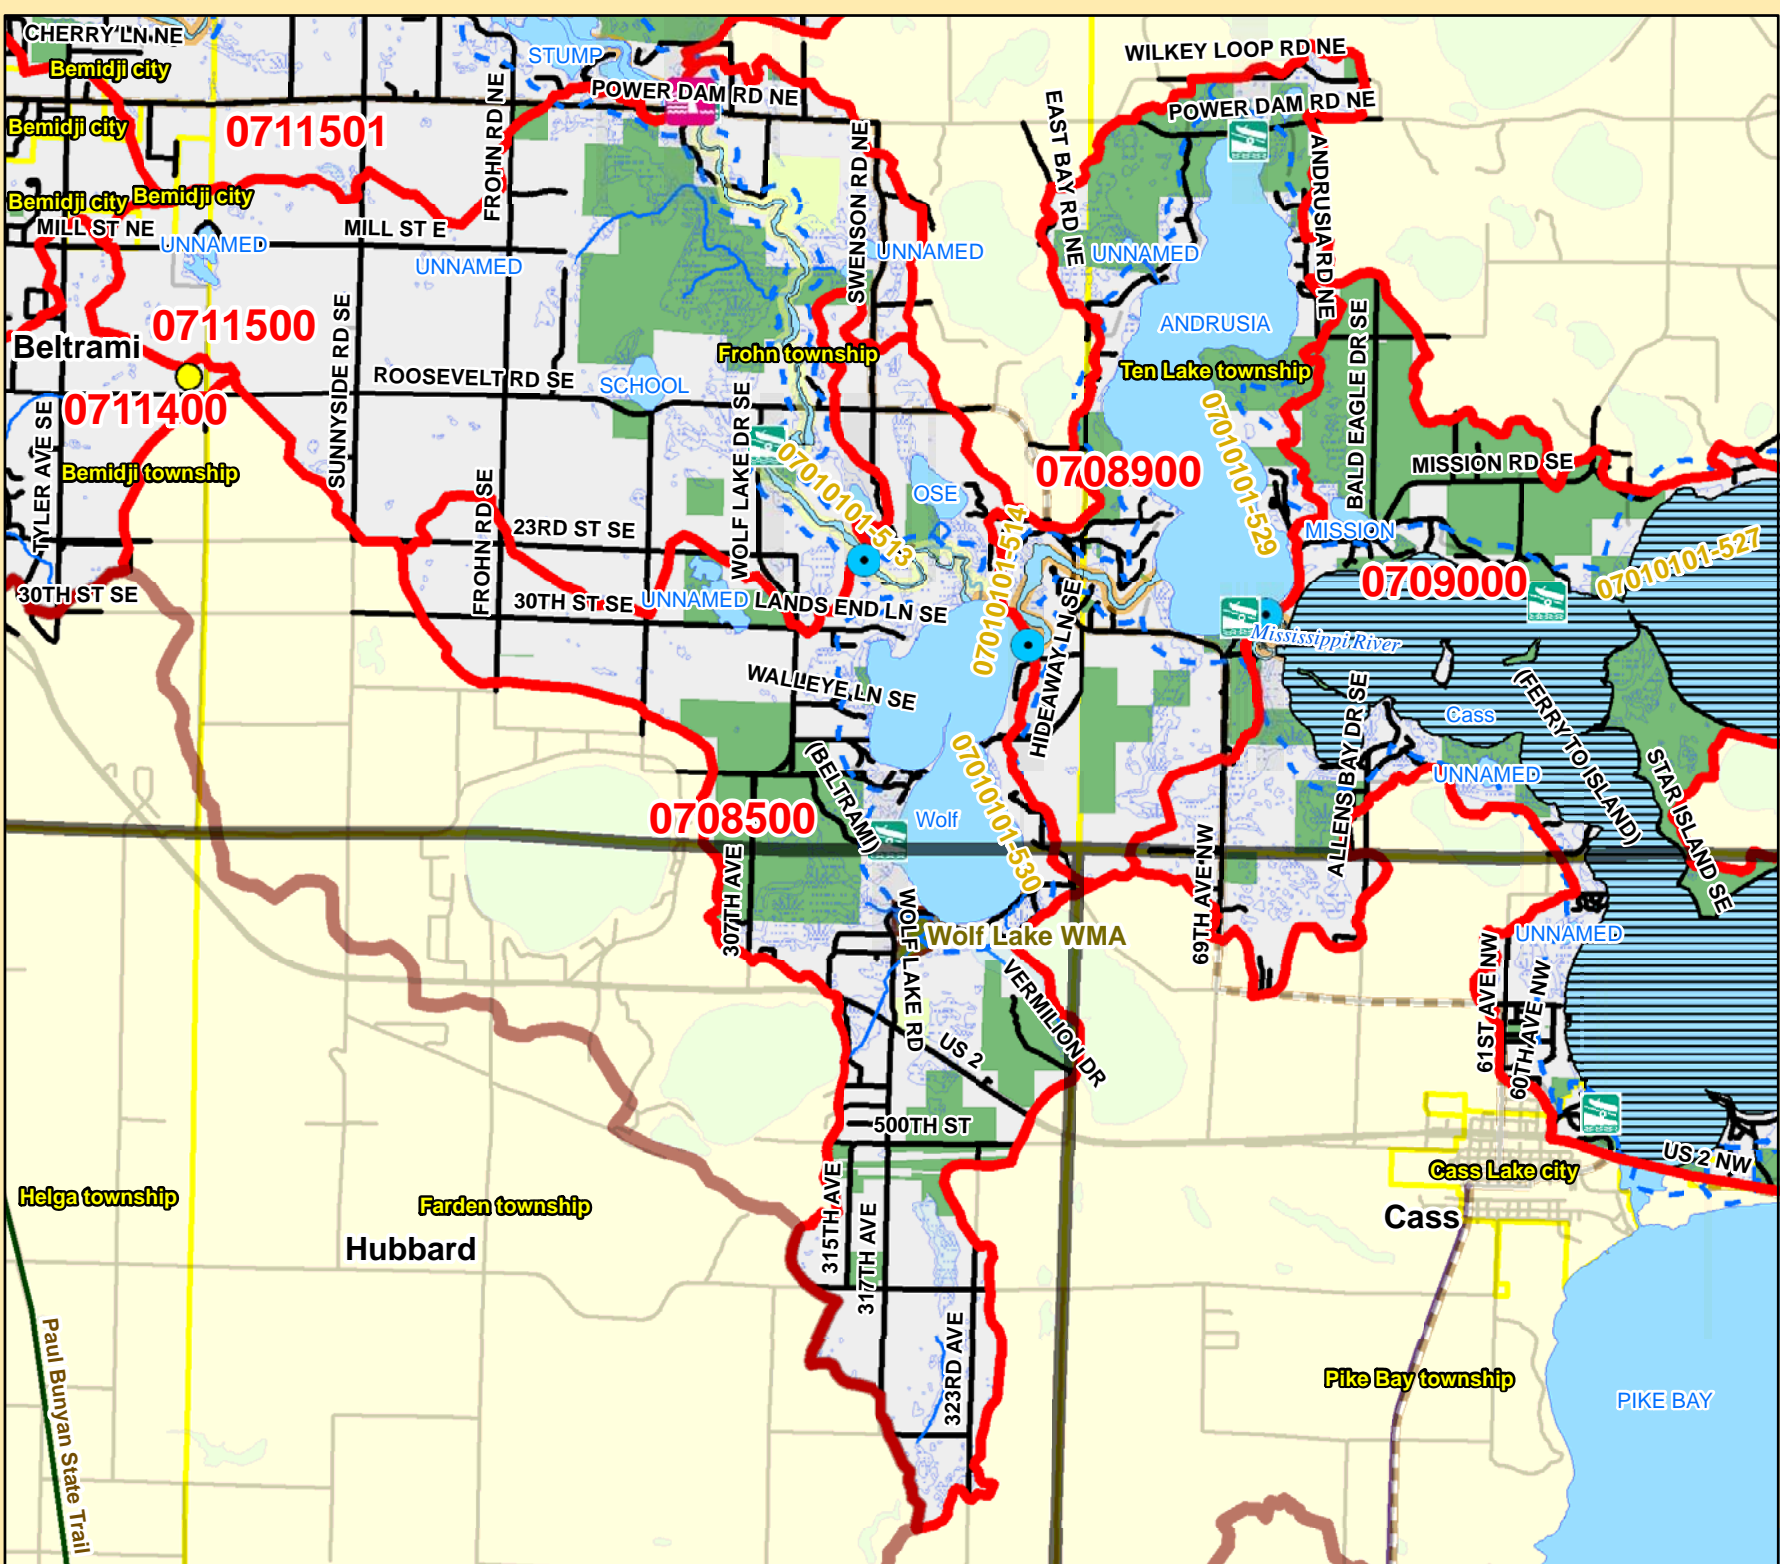 CHERRY LN NE
STUMP
WILKEY LOOP RD NE
Bemidji city
POWER DAM RD NE
POWER DAM RD NE
Bemidji city
0711501
FROHN RD NE
SWENSON RD NE
EAST BAY RD NE
ANDRUSIA RD NE
Bemidji city
Bemidji city
MILL ST NE
UNNAMED
MILL ST E
UNNAMED
UNNAMED
UNNAMED
0711500
Beltrami
SUNNYSIDE RD SE
ANDRUSIA
BALD EAGLE DR SE
Frohn township
Ten Lake township
ROOSEVELT RD SE
SCHOOL
WOLF LAKE DR SE
0711400
TYLER AVE SE
Bemidji township
07010101-513
07010101-529
0708900
MISSION RD SE
OSE
FROHN RD SE
23RD ST SE
07010101-514
MISSION
07010101-527
0709000
30TH ST SE
30TH ST SE
UNNAMED
LANDS END LN SE
HIDEAWAY LN SE
Mississippi River
WALLEYE LN SE
ALLENS BAY DR SE
(FERRY TO ISLAND)
Cass
(BELTRAMI)
07010101-530
UNNAMED
STAR ISLAND SE
0708500
Wolf
307TH AVE
69TH AVE NW
WOLF LAKE RD
Wolf Lake WMA
UNNAMED
61ST AVE NW
60TH AVE NW
VERMILION DR
US 2
500TH ST
US 2 NW
Cass Lake city
Helga township
Farden township
315TH AVE
317TH AVE
Cass
Hubbard
323RD AVE
Paul Bunyan State Trail
Pike Bay township
PIKE BAY